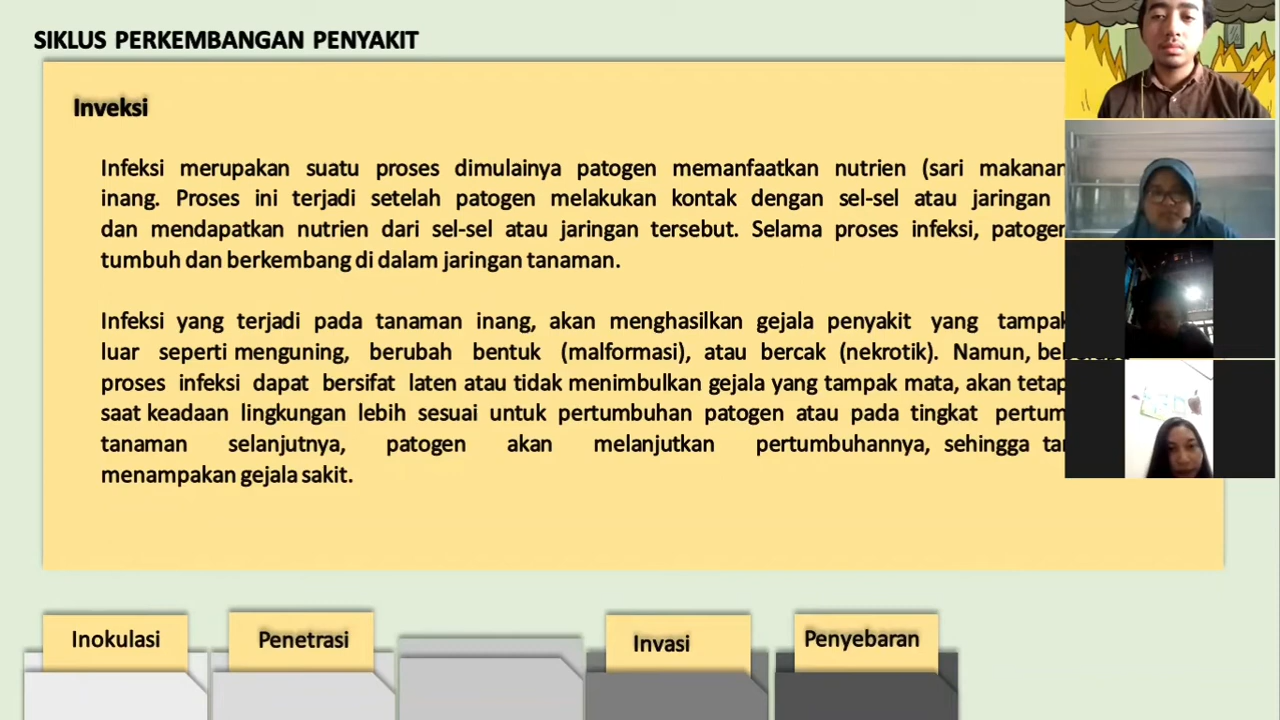 SIKLUS PERKEMBANGAN PENYAKIT
Inveksi
Infeksi merupakan suatu proses dimulainya patogen memanfaatkan nutrien (sari makanan
inang. Proses ini terjadi setelah patogen melakukan kontak dengan sel-sel atau jaringan
dan mendapatkan nutrien dari sel-sel atau jaringan tersebut. Selama proses infeksi, patogen
tumbuh dan berkembang di dalam jaringan tanaman.
Infeksi yang terjadi pada tanaman inang, akan menghasilkan gejala penyakit yang tampak
luar seperti menguning, berubah bentuk (malformasi), atau bercak (nekrotik). Namun,
proses infeksi dapat bersifat laten atau tidak menimbulkan gejala yang tampak mata, akan
saat keadaan lingkungan lebih sesuai untuk pertumbuhan patogen atau pada tingkat
tanaman selanjutnya, patogen akan melanjutkan pertumbuhannya, sehingga
menampakan gejala sakit.
Inokulasi
Penetrasi
Invasi
Penyebaran